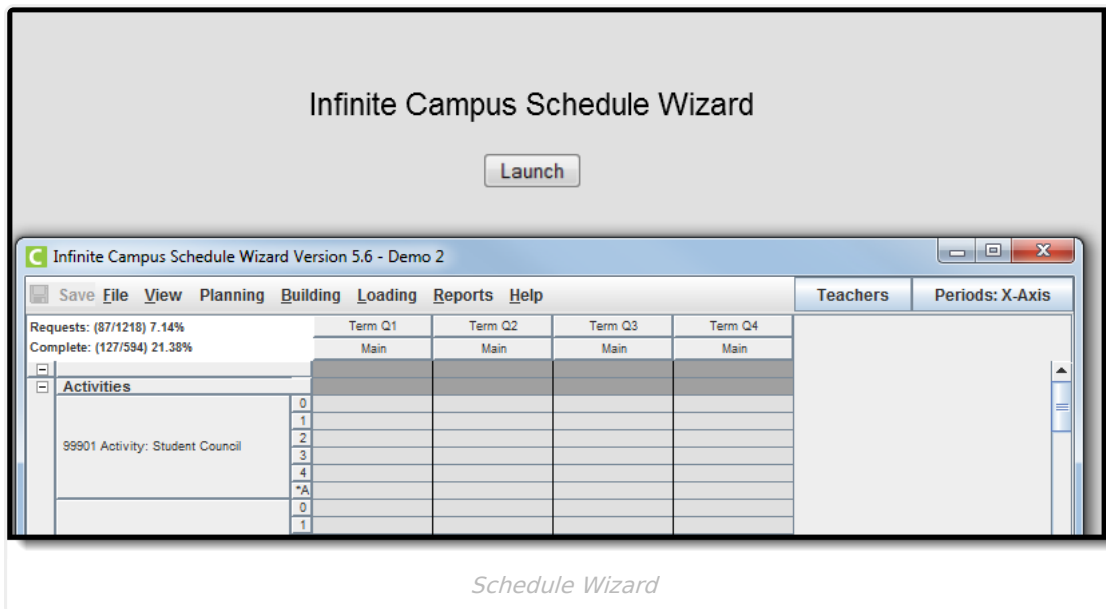 Infinite Campus Schedule Wizard
Launch
C Infinite Campus Schedule Wizard Version 5.6 - Demo 2
Save File View Planning Building Loading Reports Help Teachers Periods: X-Axis
Requests: (87/1218) 7.14% Term Q1 Term Q2 Term Q3 Term Q4
Complete: (127/594) 21.38% Main Main Main Main
Activities
0
1
2
99901 Activity: Student Council
3
4
*A
0
1
Schedule Wizard